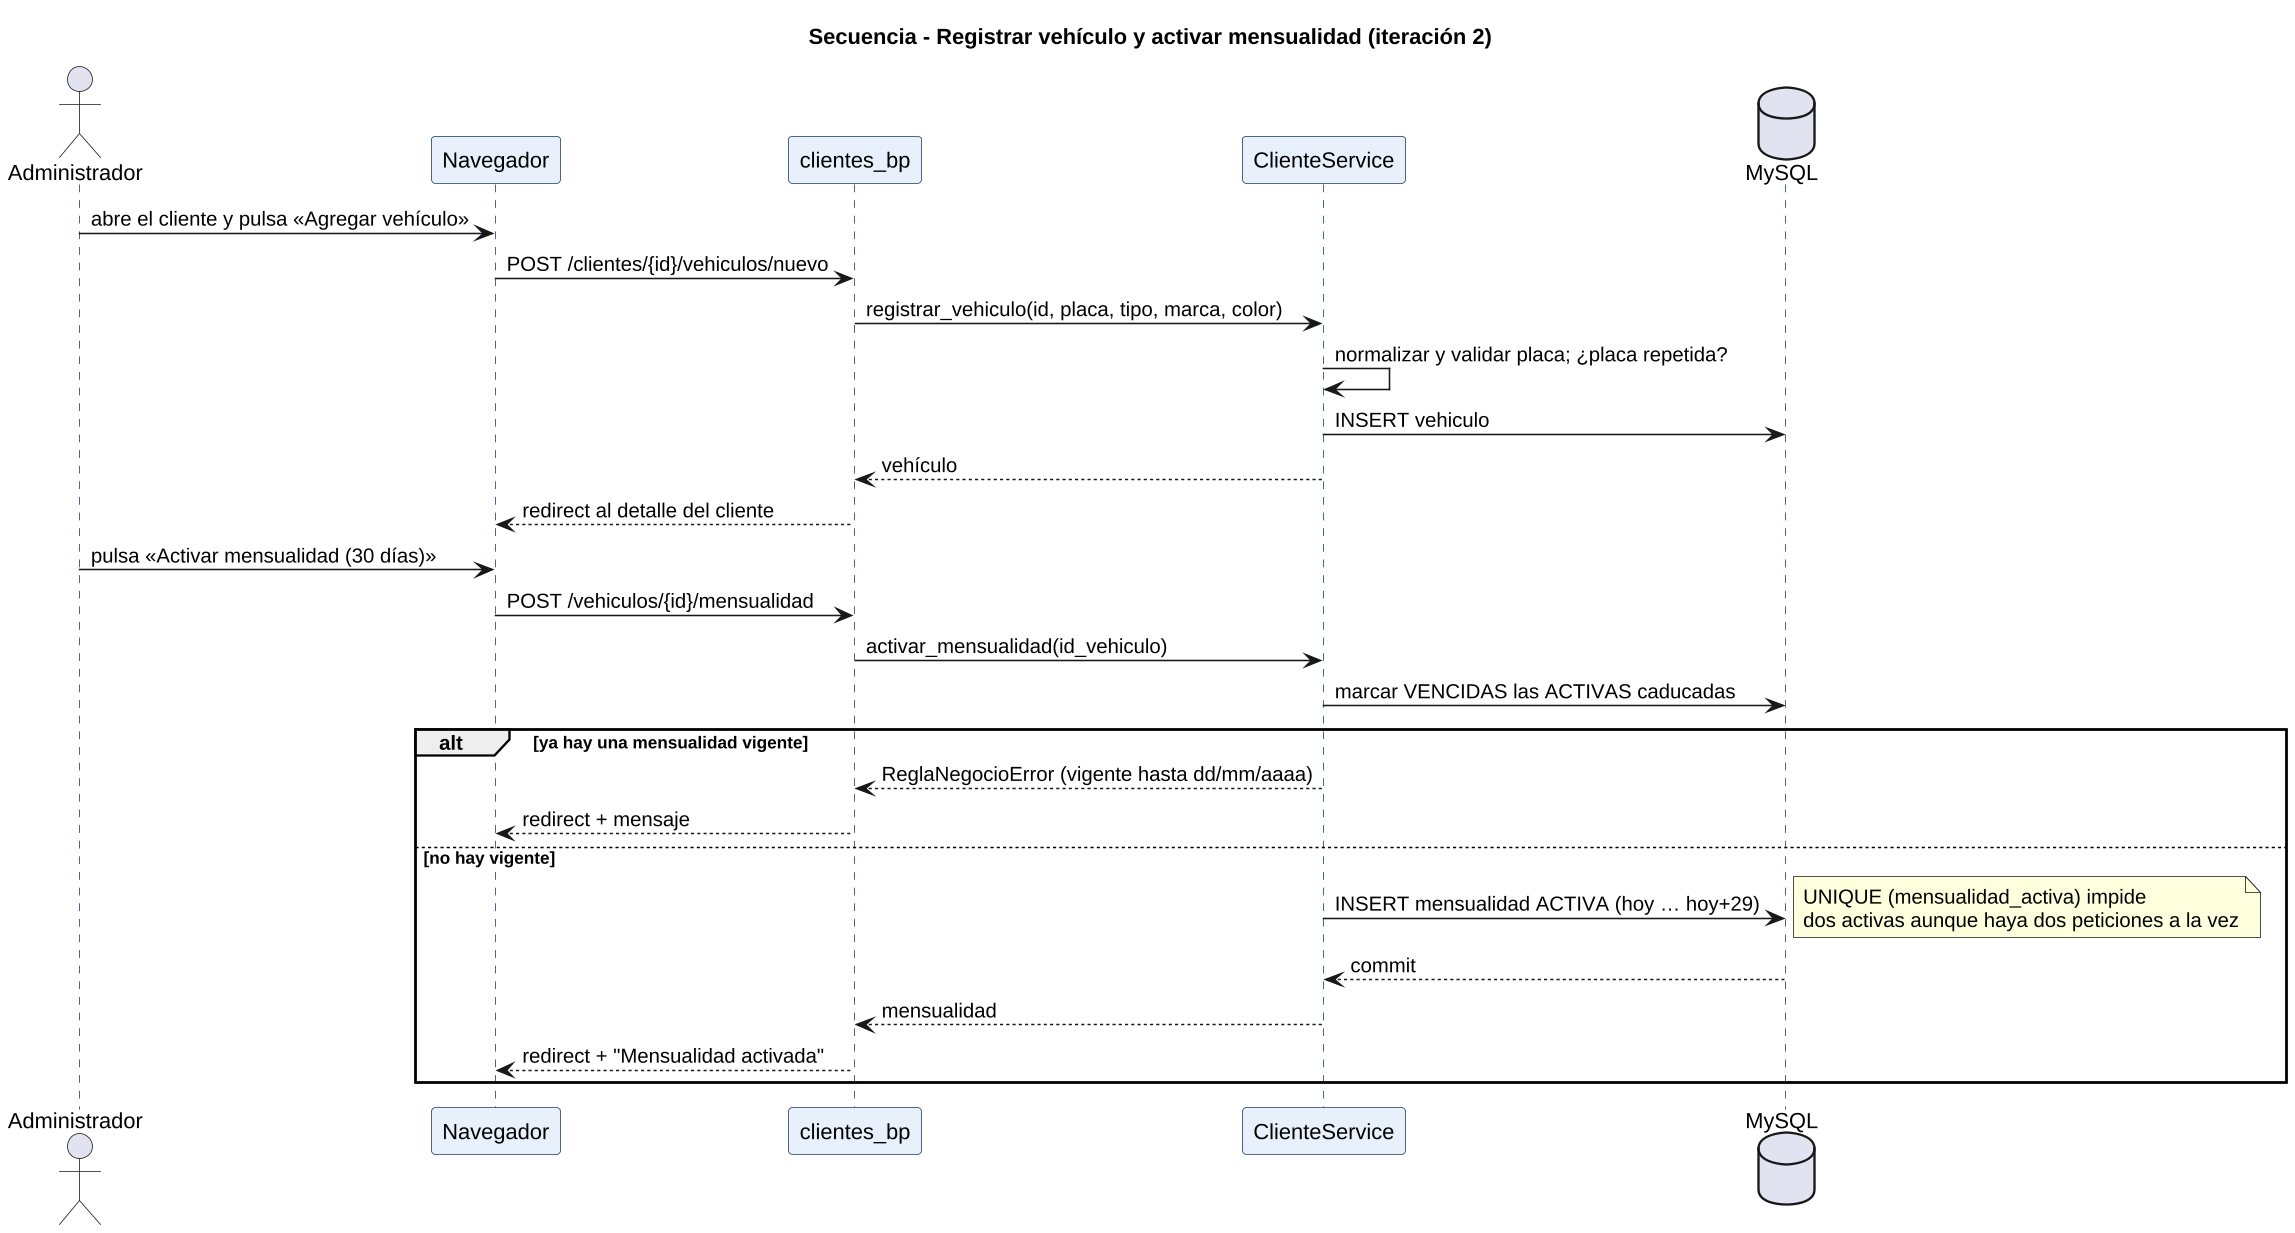 Secuencia - Registrar vehículo y activar mensualidad (iteración 2)
Administrador
Navegador
clientes_bp
ClienteService
MySQL
abre el cliente y pulsa «Agregar vehículo»
POST /clientes/{id}/vehiculos/nuevo
registrar_vehiculo(id, placa, tipo, marca, color)
normalizar y validar placa; ¿placa repetida?
INSERT vehiculo
vehículo
redirect al detalle del cliente
pulsa «Activar mensualidad (30 días)»
POST /vehiculos/{id}/mensualidad
activar_mensualidad(id_vehiculo)
marcar VENCIDAS las ACTIVAS caducadas
alt
[ya hay una mensualidad vigente]
ReglaNegocioError (vigente hasta dd/mm/aaaa)
redirect + mensaje
[no hay vigente]
INSERT mensualidad ACTIVA (hoy … hoy+29)
UNIQUE (mensualidad_activa) impide
dos activas aunque haya dos peticiones a la vez
commit
mensualidad
redirect + "Mensualidad activada"
Administrador
Navegador
clientes_bp
ClienteService
MySQL